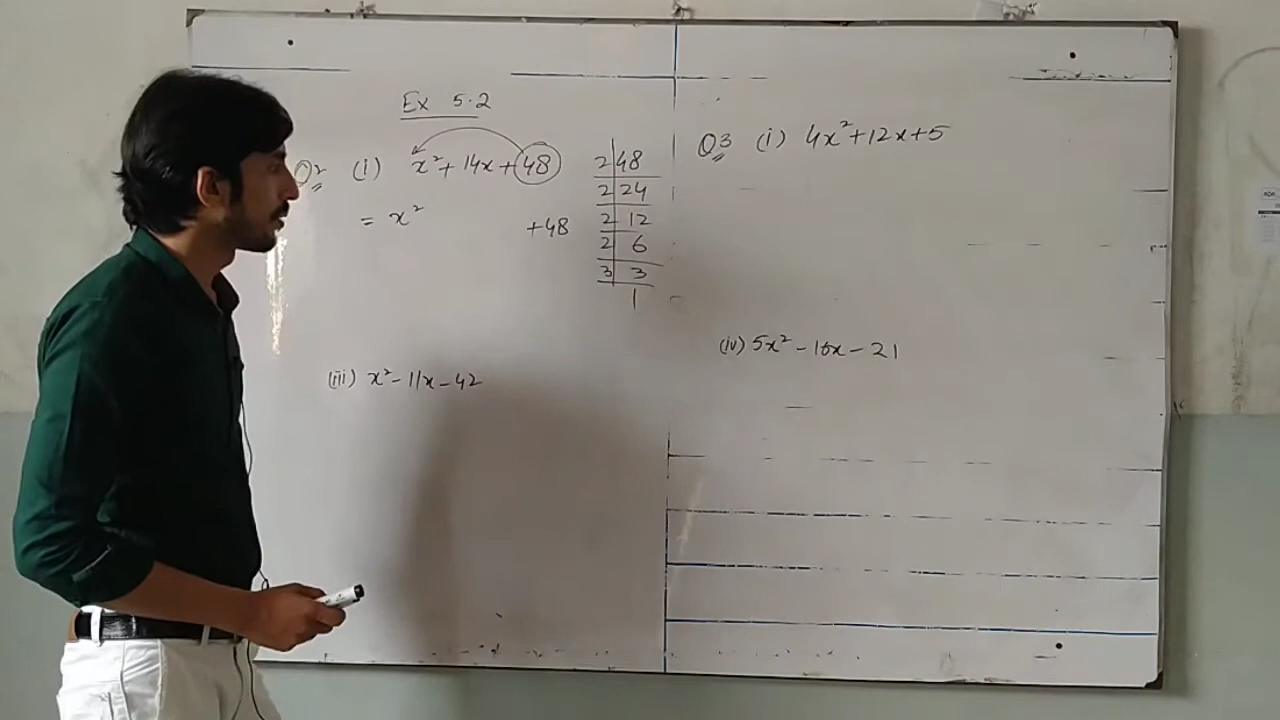 Ex 5.2
Q2 (i) x²+14x+48
= x² +48
2|48
2|24
2|12
2|6
3|3
1
(iii) x²-11x-42
Q3 (i) 4x²+12x+5
(iv) 5x²-16x-21